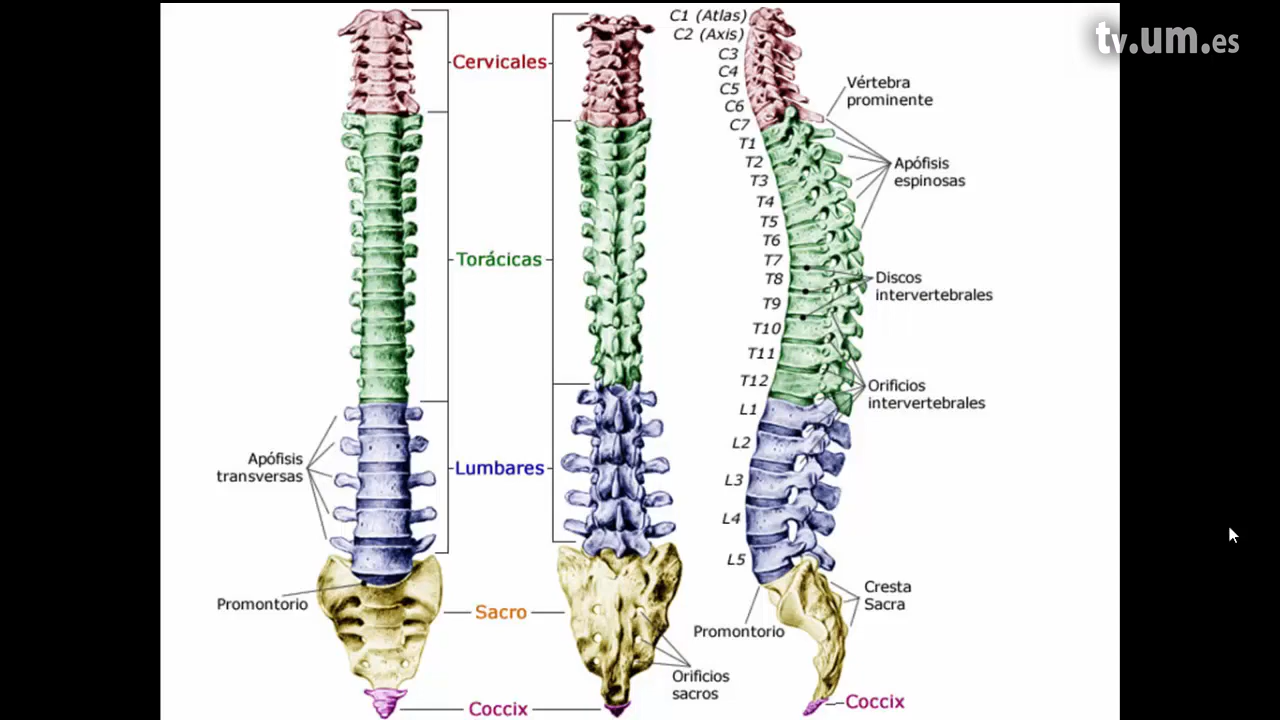 tv.um.es
Cervicales
Torácicas
Apófisis
transversas
Lumbares
Promontorio
Sacro
Orificios
sacros
Coccix
C1 (Atlas)
C2 (Axis)
C3
C4
C5
C6
C7
T1
T2
T3
T4
T5
T6
T7
T8
T9
T10
T11
T12
L1
L2
L3
L4
L5
Vértebra
prominente
Apófisis
espinosas
Discos
intervertebrales
Orificios
intervertebrales
Cresta
Sacra
Promontorio
Coccix